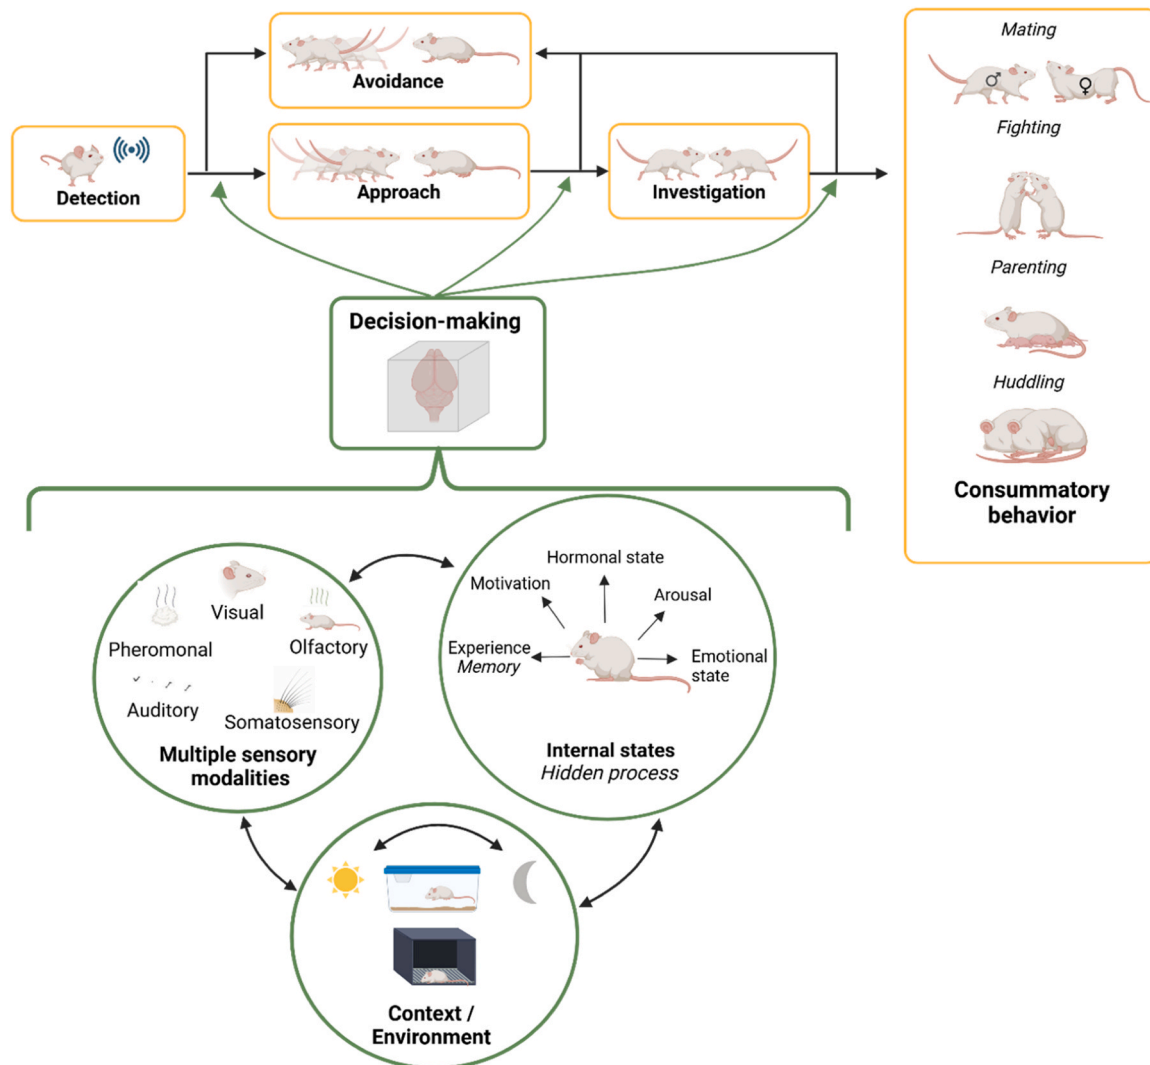 Mating
Avoidance
Fighting
Detection
Approach
Investigation
Parenting
Decision-making
Huddling
Consummatory
behavior
Hormonal state
Motivation
Arousal
Visual
Pheromonal
Olfactory
Experience
Memory
Emotional
state
Auditory
Somatosensory
Multiple sensory
modalities
Internal states
Hidden process
Context /
Environment